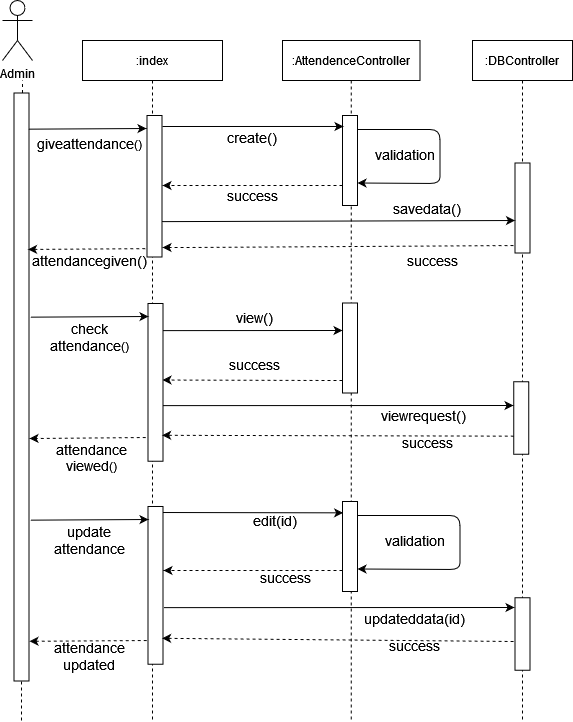 Admin
:index
:AttendenceController
:DBController
giveattendance()
create()
validation
success
savedata()
attendancegiven()
success
check
attendance()
view()
success
viewrequest()
attendance
viewed()
success
update
attendance
edit(id)
validation
success
updateddata(id)
attendance
updated
success